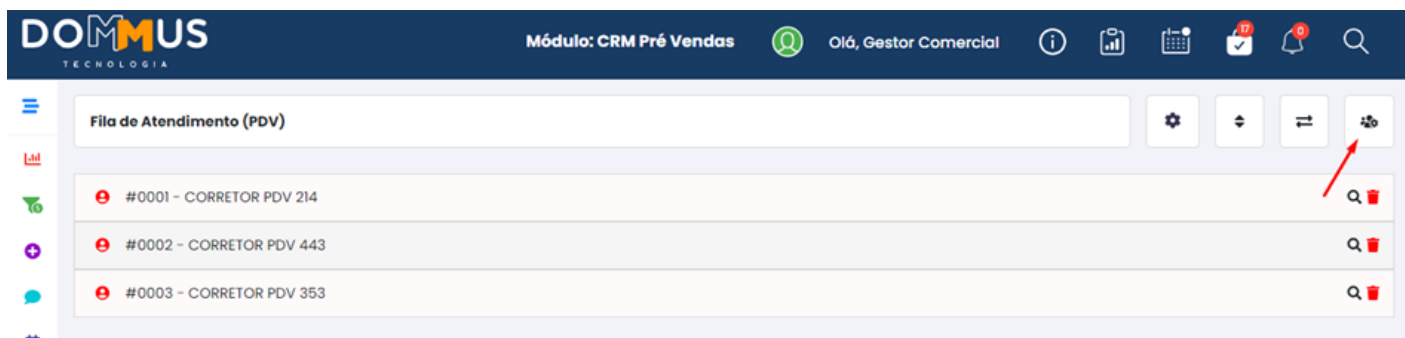 DOMMUS
TECNOLOGIA
Módulo: CRM Pré Vendas
Olá, Gestor Comercial
17
0
Fila de Atendimento (PDV)
#0001 - CORRETOR PDV 214
#0002 - CORRETOR PDV 443
#0003 - CORRETOR PDV 353